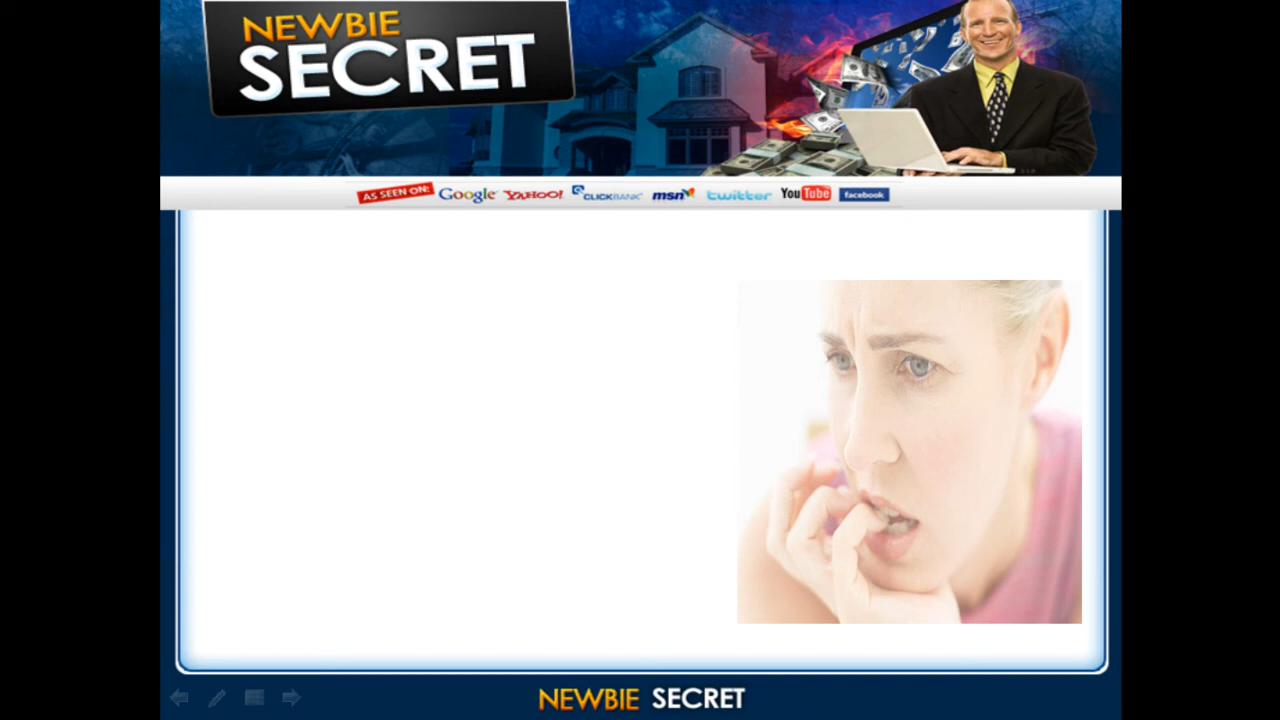 NEWBIE
SECRET
AS SEEN ON: Google YAHOO! CLICKBANK msn twitter YouTube facebook
NEWBIE SECRET